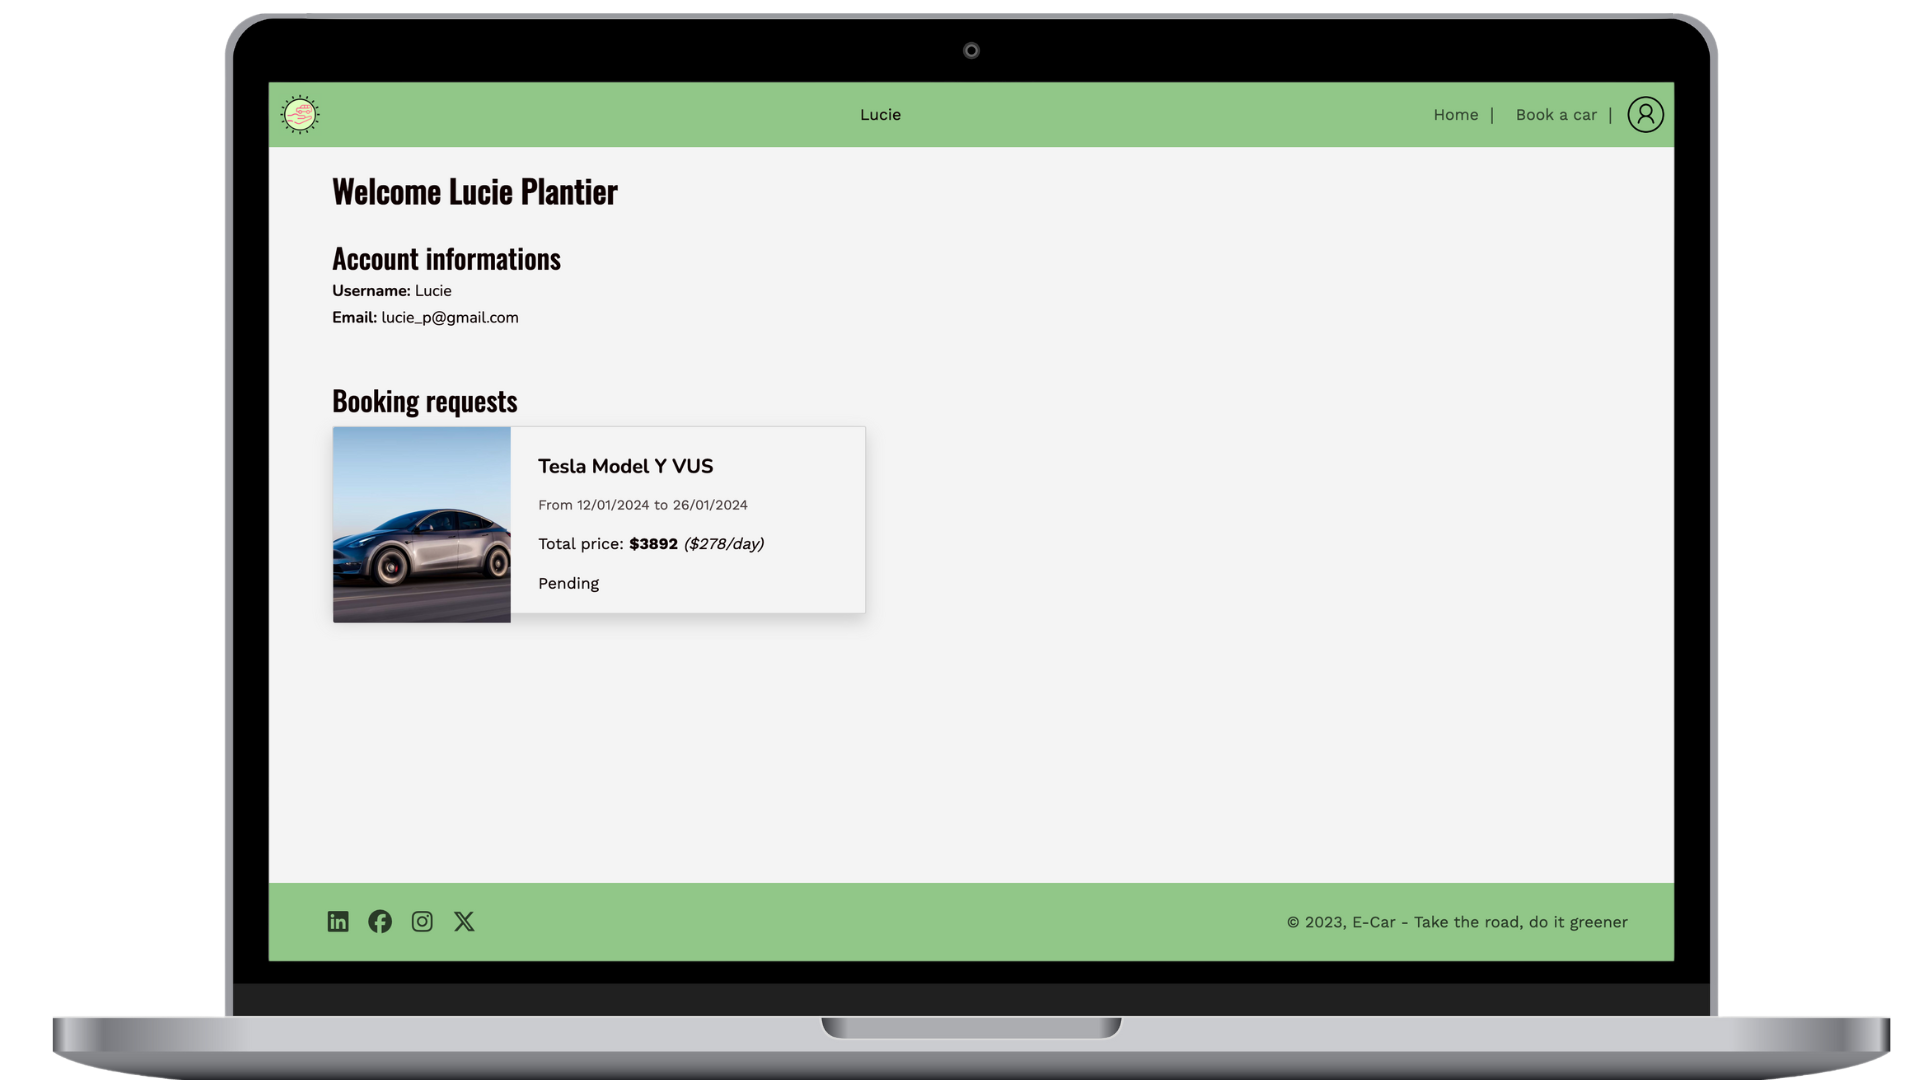 Lucie
Home |
Book a car |
Welcome Lucie Plantier
Account informations
Username: Lucie
Email: lucie_p@gmail.com
Booking requests
Tesla Model Y VUS
From 12/01/2024 to 26/01/2024
Total price: $3892 ($278/day)
Pending
© 2023, E-Car - Take the road, do it greener